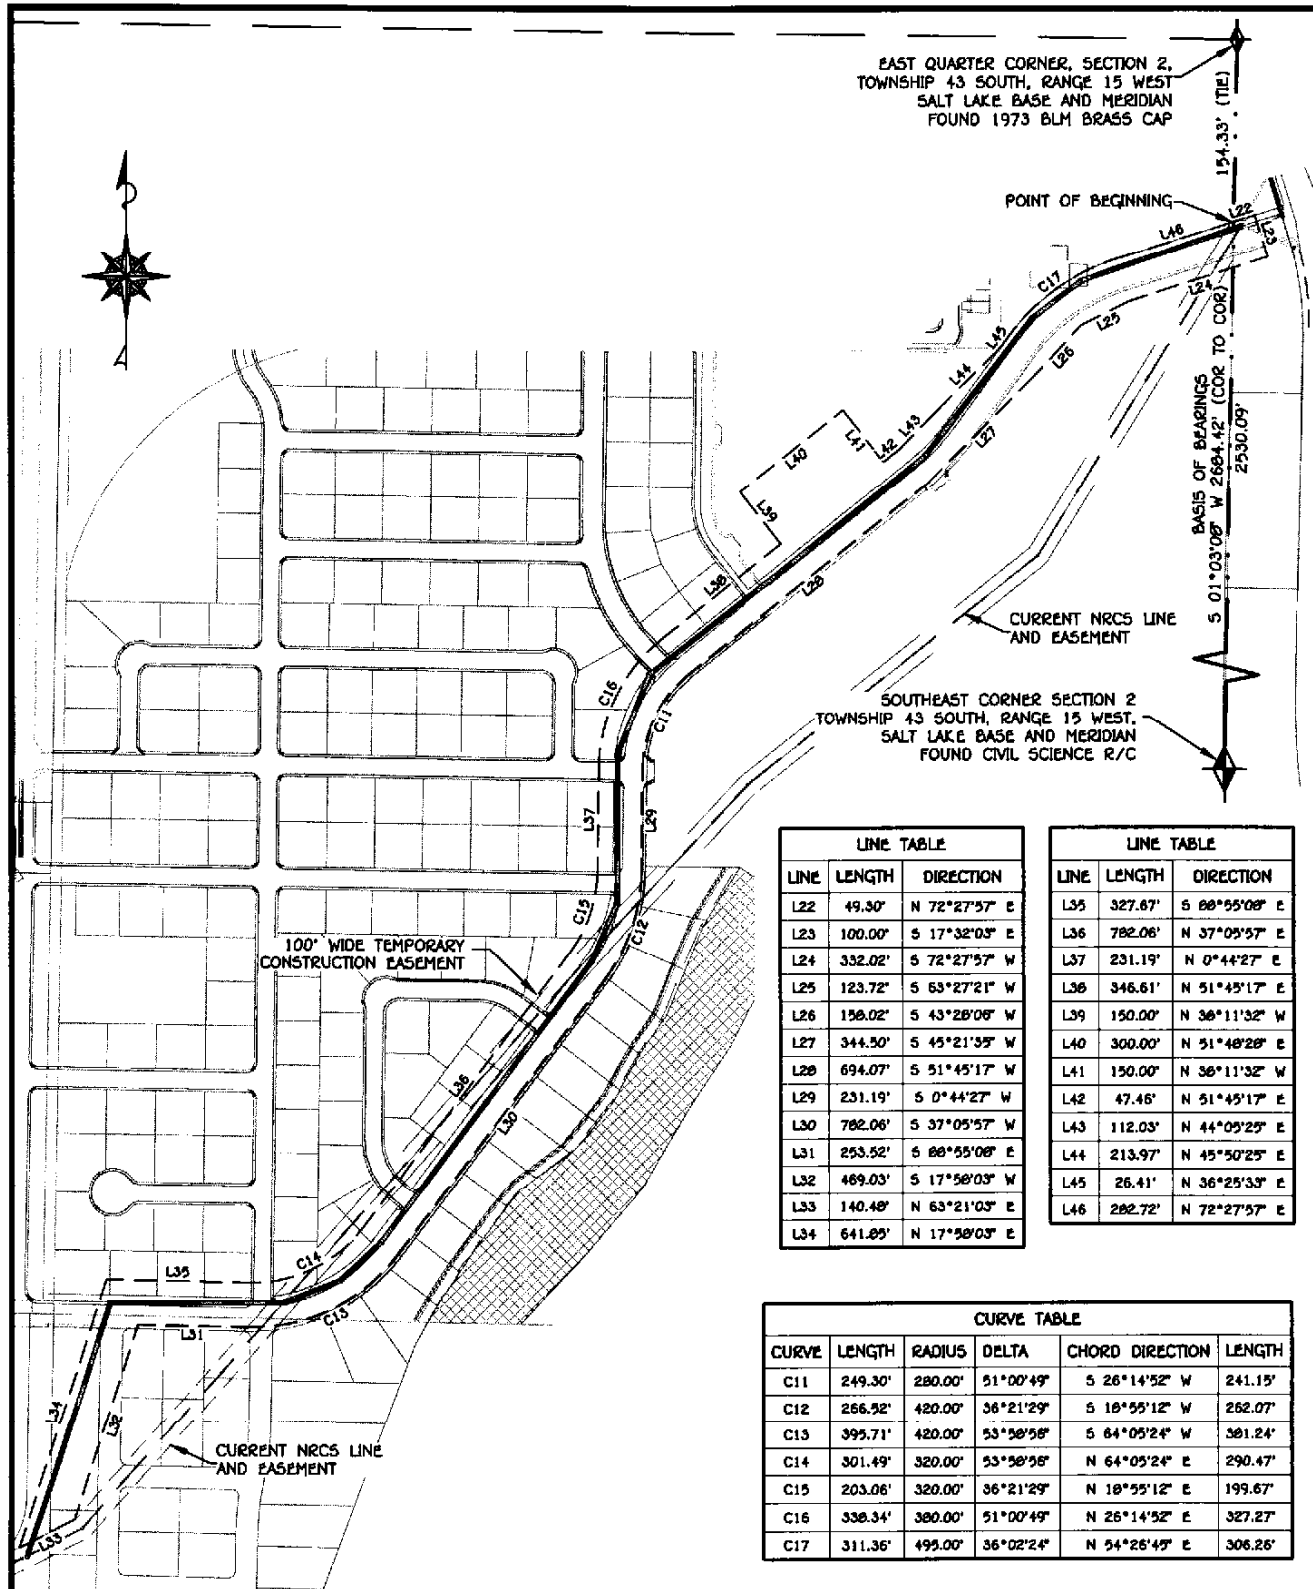 EAST QUARTER CORNER, SECTION 2,
TOWNSHIP 43 SOUTH, RANGE 15 WEST
SALT LAKE BASE AND MERIDIAN
FOUND 1973 BLM BRASS CAP
154.33' (TIE)
POINT OF BEGINNING
L22
L46
L23
C17
L24
L25
L45
L26
L44
L43
L42
L41
L27
L40
L39
BASIS OF BEARINGS
S 01°03'08" W 2684.42' (COR TO COR)
2530.09'
L38
L28
CURRENT NRCS LINE
AND EASEMENT
C16
C11
SOUTHEAST CORNER SECTION 2
TOWNSHIP 43 SOUTH, RANGE 15 WEST,
SALT LAKE BASE AND MERIDIAN
FOUND CIVIL SCIENCE R/C
L37
L29
C15
C12
100' WIDE TEMPORARY
CONSTRUCTION EASEMENT
L36
L30
C14
L35
C13
L31
L34
L32
CURRENT NRCS LINE
AND EASEMENT
L33
LINE TABLE
LINE LENGTH DIRECTION
L22 49.30' N 72°27'57" E
L23 100.00' S 17°32'03" E
L24 332.02' S 72°27'57" W
L25 123.72' S 63°27'21" W
L26 158.02' S 43°28'06" W
L27 344.50' S 45°21'35" W
L28 694.07' S 51°45'17" W
L29 231.19' S 0°44'27" W
L30 782.06' S 37°05'57" W
L31 253.52' S 88°55'08" E
L32 469.03' S 17°58'03" W
L33 140.48' N 63°21'03" E
L34 641.85' N 17°58'03" E
LINE TABLE
LINE LENGTH DIRECTION
L35 327.67' S 88°55'08" E
L36 782.06' N 37°05'57" E
L37 231.19' N 0°44'27" E
L38 346.61' N 51°45'17" E
L39 150.00' N 38°11'32" W
L40 300.00' N 51°48'28" E
L41 150.00' N 38°11'32" W
L42 47.46' N 51°45'17" E
L43 112.03' N 44°05'25" E
L44 213.97' N 45°50'25" E
L45 26.41' N 36°25'33" E
L46 282.72' N 72°27'57" E
CURVE TABLE
CURVE LENGTH RADIUS DELTA CHORD DIRECTION LENGTH
C11 249.30' 280.00' 51°00'49" S 26°14'52" W 241.15'
C12 266.52' 420.00' 36°21'29" S 18°55'12" W 262.07'
C13 395.71' 420.00' 53°58'58" S 64°05'24" W 381.24'
C14 301.49' 320.00' 53°58'58" N 64°05'24" E 290.47'
C15 203.06' 320.00' 36°21'29" N 18°55'12" E 199.67'
C16 338.34' 380.00' 51°00'49" N 26°14'52" E 327.27'
C17 311.36' 495.00' 36°02'24" N 54°26'45" E 306.26'